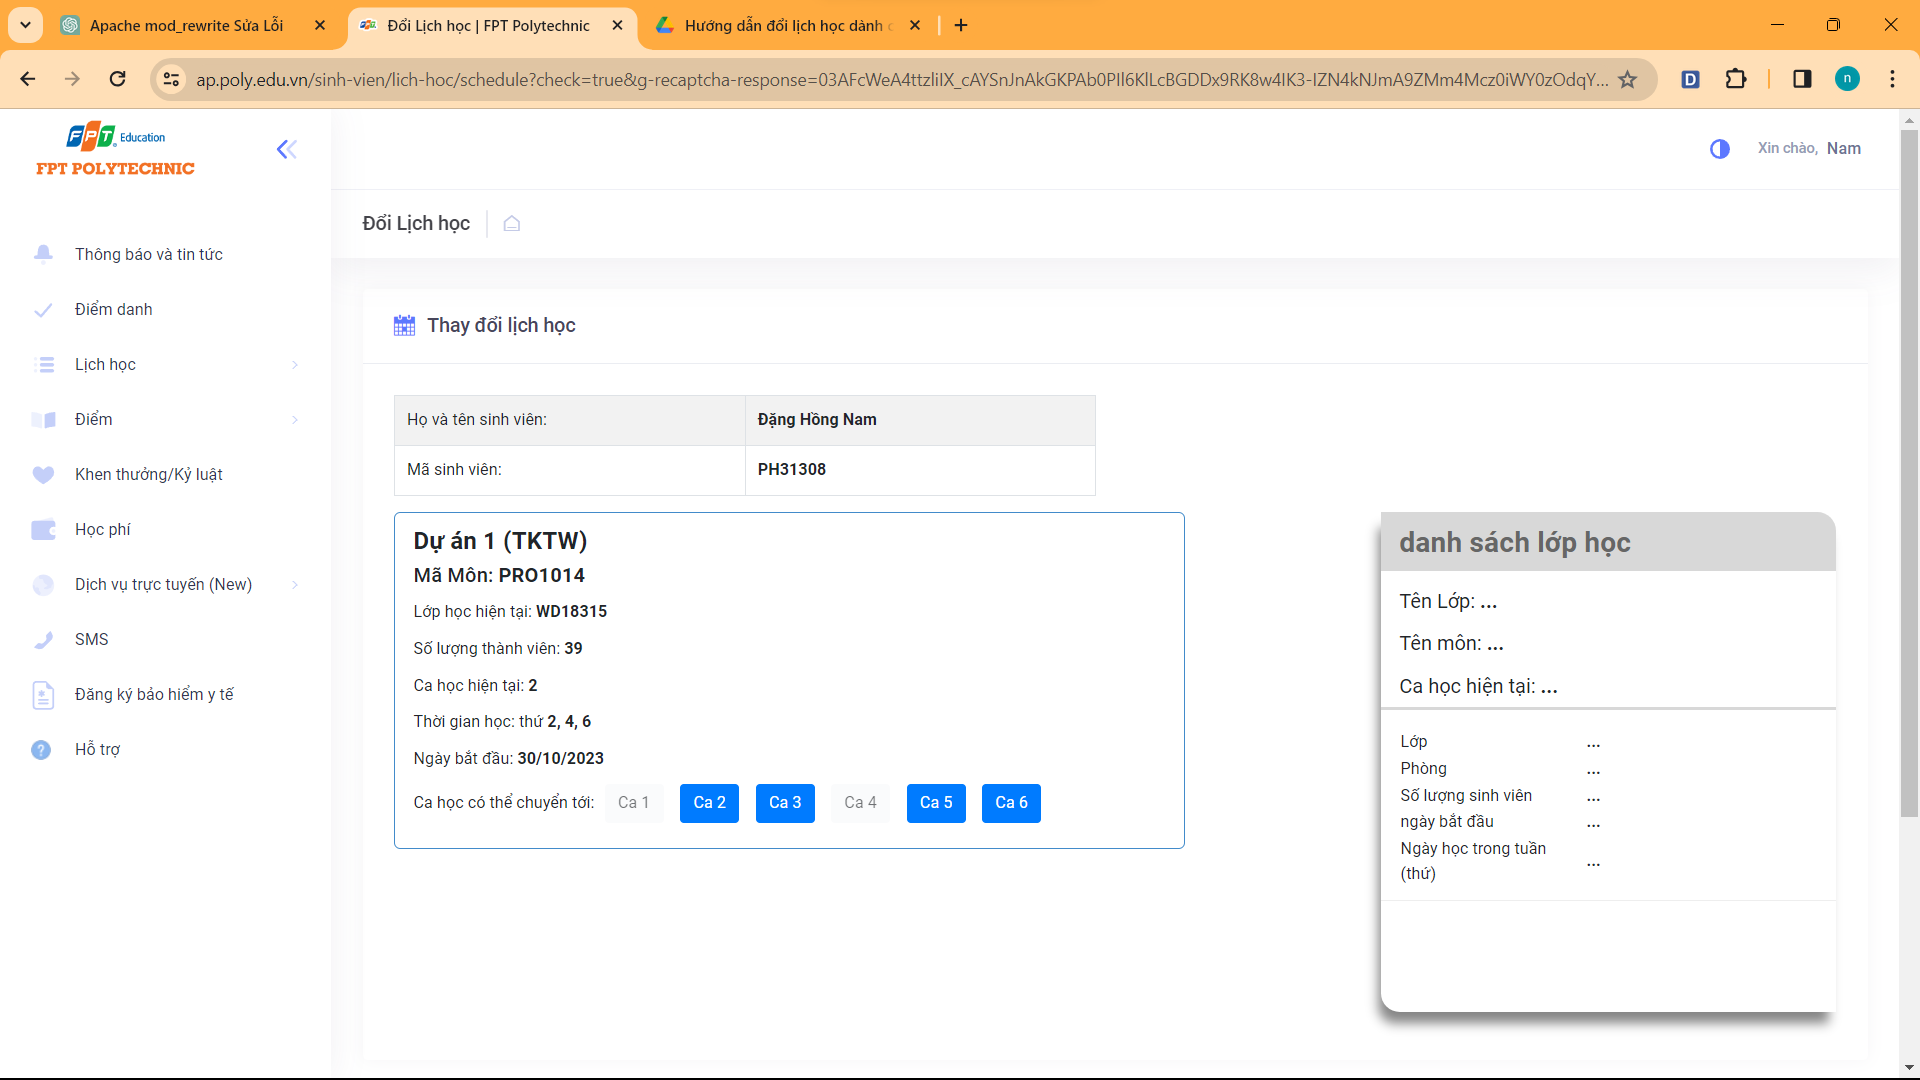 Apache mod_rewrite Sửa Lỗi
Đổi Lịch học | FPT Polytechnic
Hướng dẫn đổi lịch học dành
ap.poly.edu.vn/sinh-vien/lich-hoc/schedule?check=true&g-recaptcha-response=03AFcWeA4ttzliIX_cAYSnJnAkGKPAb0PIl6KlLcBGDDx9RK8w4IK3-IZN4kNJmA9ZMm4Mcz0iWY0zOdqY...
D
n
FPT Education
FPT POLYTECHNIC
Xin chào, Nam
Đổi Lịch học
Thông báo và tin tức
Điểm danh
Lịch học
Điểm
Khen thưởng/Kỷ luật
Học phí
Dịch vụ trực tuyến (New)
SMS
Đăng ký bảo hiểm y tế
Hỗ trợ
Thay đổi lịch học
Họ và tên sinh viên: Đặng Hồng Nam
Mã sinh viên: PH31308
Dự án 1 (TKTW)
Mã Môn: PRO1014
Lớp học hiện tại: WD18315
Số lượng thành viên: 39
Ca học hiện tại: 2
Thời gian học: thứ 2, 4, 6
Ngày bắt đầu: 30/10/2023
Ca học có thể chuyển tới: Ca 1 Ca 2 Ca 3 Ca 4 Ca 5 Ca 6
danh sách lớp học
Tên Lớp: ...
Tên môn: ...
Ca học hiện tại: ...
Lớp ...
Phòng ...
Số lượng sinh viên ...
ngày bắt đầu ...
Ngày học trong tuần
(thứ) ...